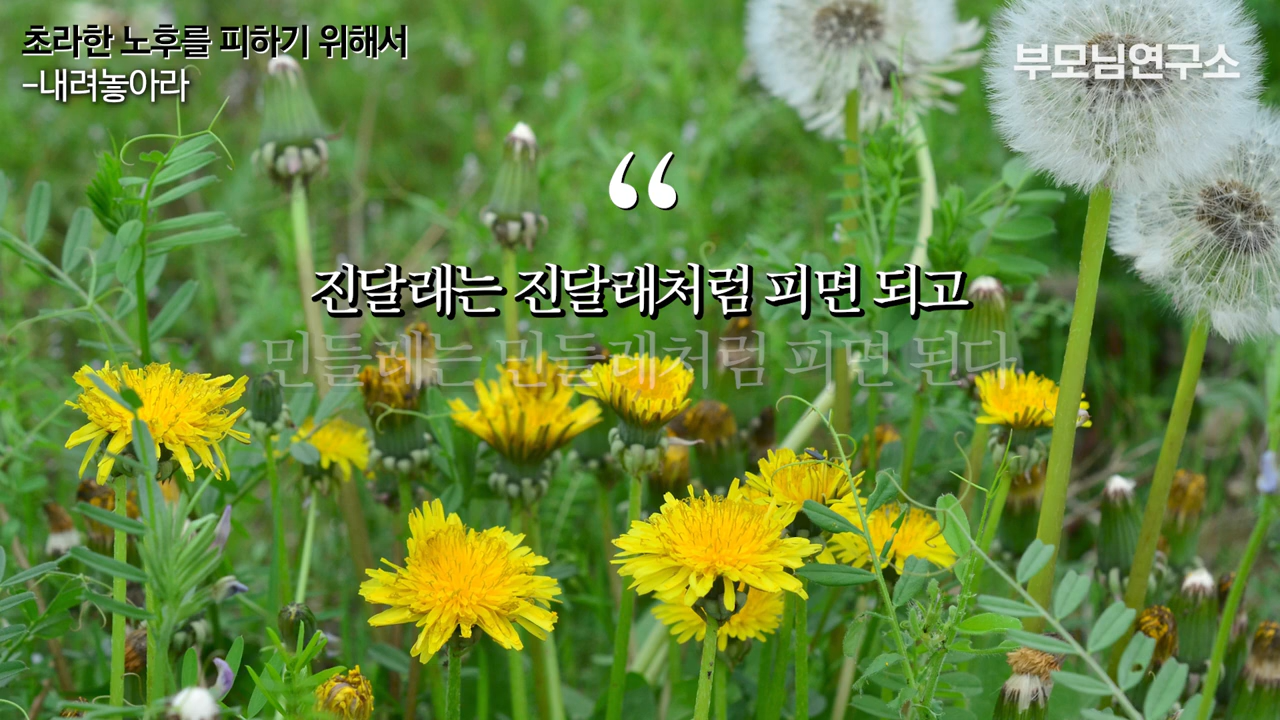 초라한 노후를 피하기 위해서
-내려놓아라
부모님연구소
“
진달래는 진달래처럼 피면 되고
민들레는 민들레처럼 피면 된다